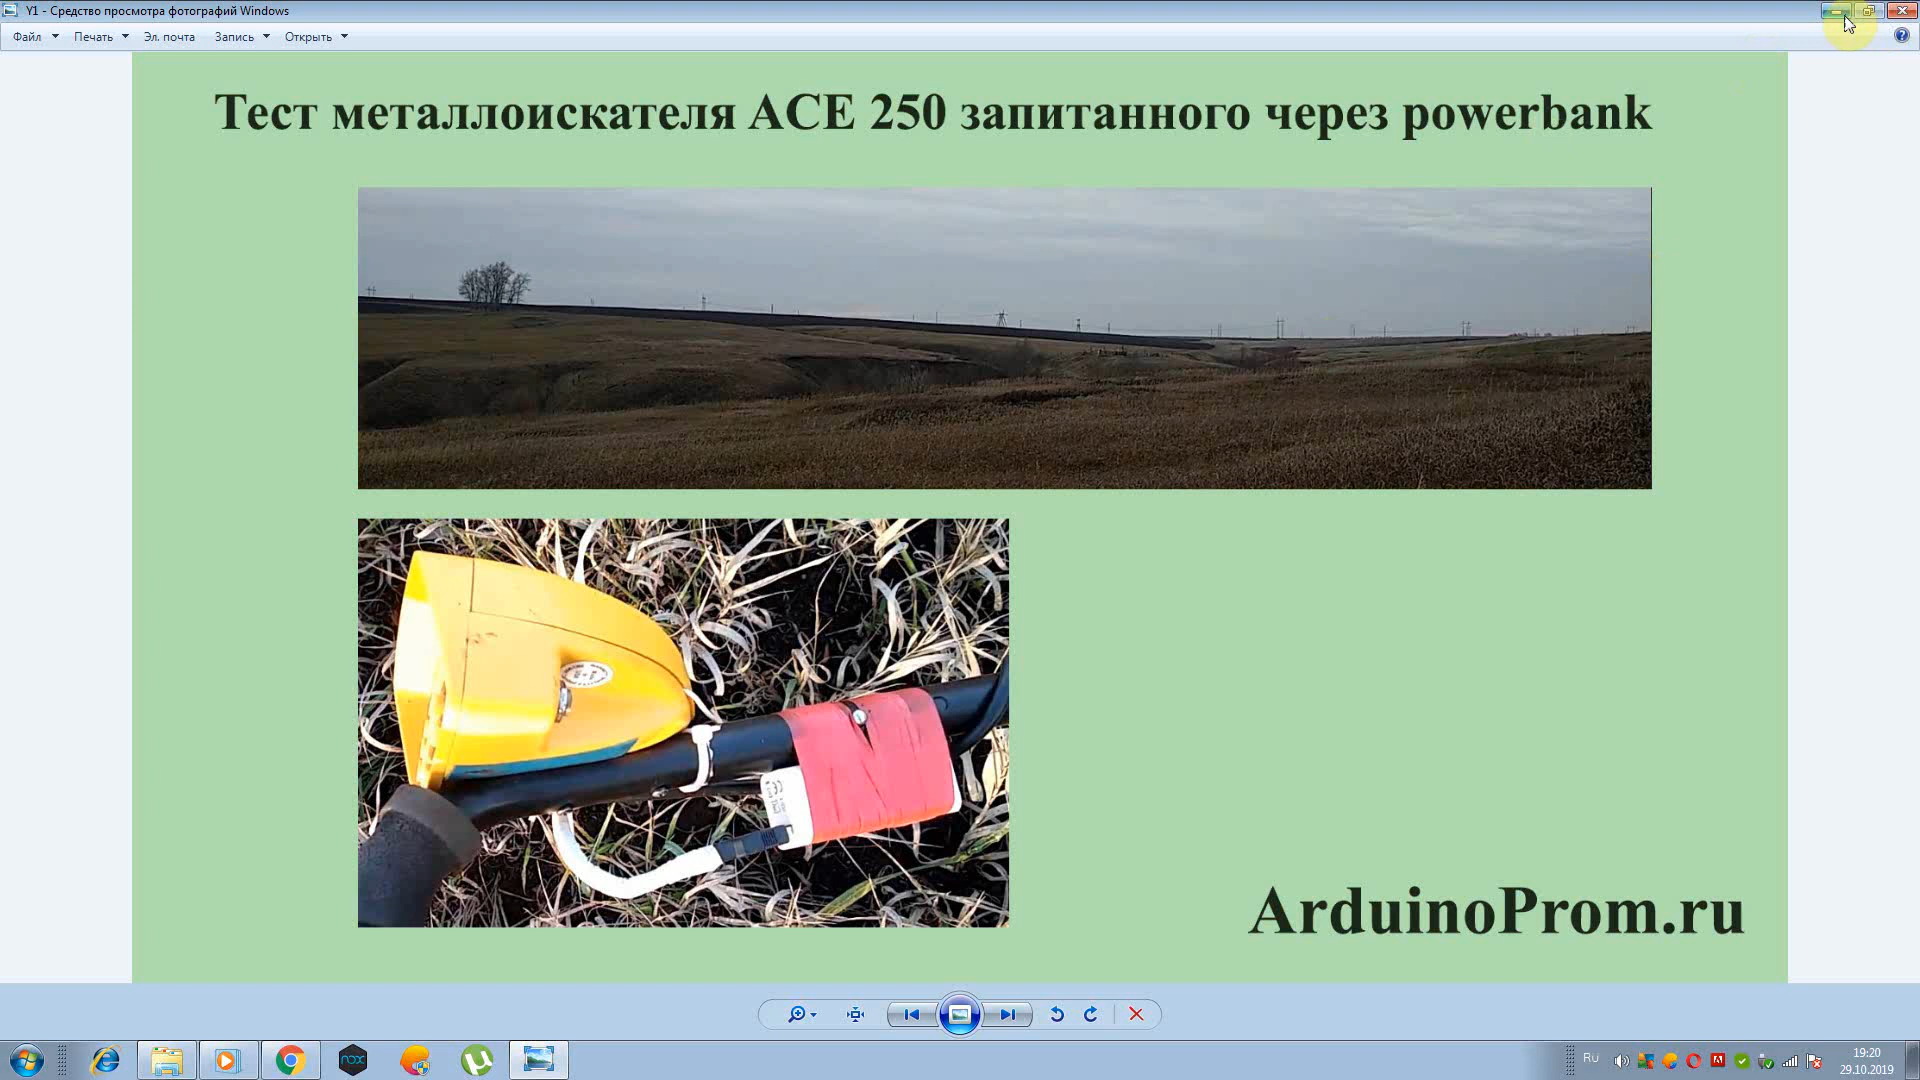 Y1 - Средство просмотра фотографий Windows
Файл Печать Эл. почта Запись Открыть
Тест металлоискателя ACE 250 запитанного через powerbank
ArduinoProm.ru
nox
RU
19:20
29.10.2019